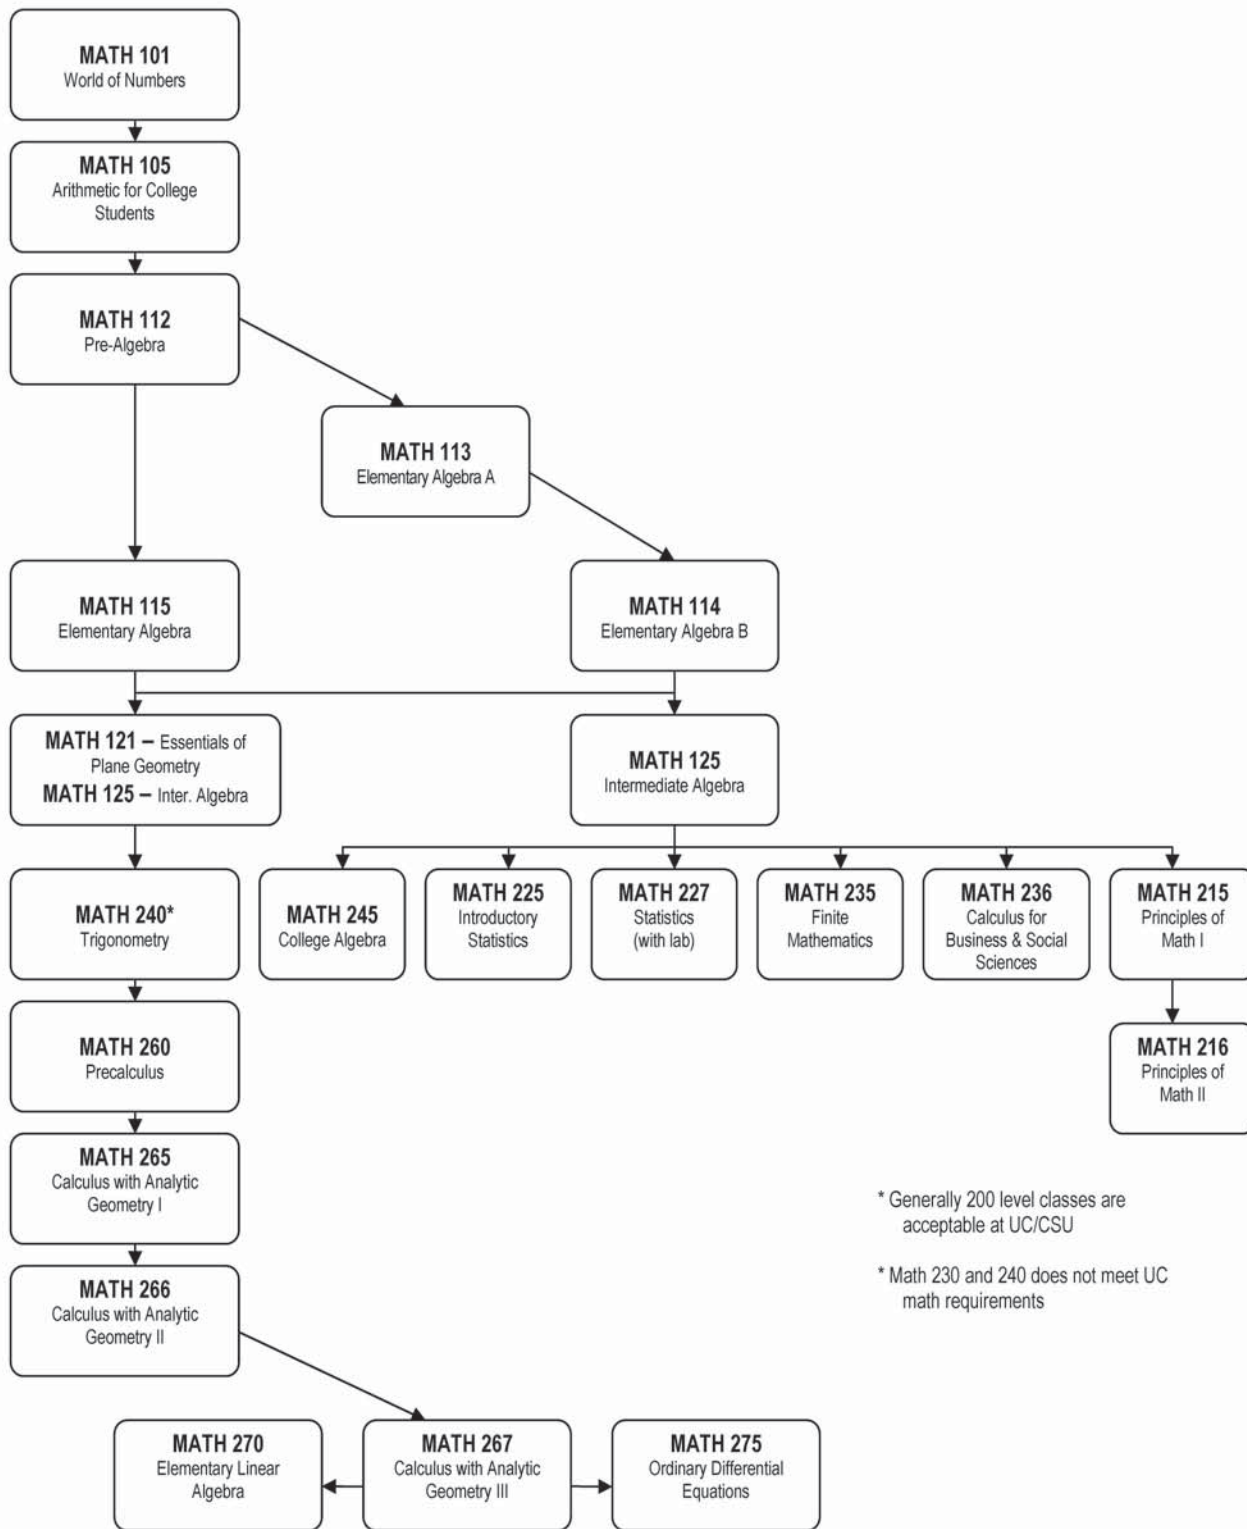 MATH 101
World of Numbers
MATH 105
Arithmetic for College
Students
MATH 112
Pre-Algebra
MATH 113
Elementary Algebra A
MATH 115
Elementary Algebra
MATH 114
Elementary Algebra B
MATH 121 – Essentials of
Plane Geometry
MATH 125 – Inter. Algebra
MATH 125
Intermediate Algebra
MATH 240*
Trigonometry
MATH 245
College Algebra
MATH 225
Introductory
Statistics
MATH 227
Statistics
(with lab)
MATH 235
Finite
Mathematics
MATH 236
Calculus for
Business & Social
Sciences
MATH 215
Principles of
Math I
MATH 260
Precalculus
MATH 216
Principles of
Math II
MATH 265
Calculus with Analytic
Geometry I
* Generally 200 level classes are
acceptable at UC/CSU
* Math 230 and 240 does not meet UC
math requirements
MATH 266
Calculus with Analytic
Geometry II
MATH 270
Elementary Linear
Algebra
MATH 267
Calculus with Analytic
Geometry III
MATH 275
Ordinary Differential
Equations